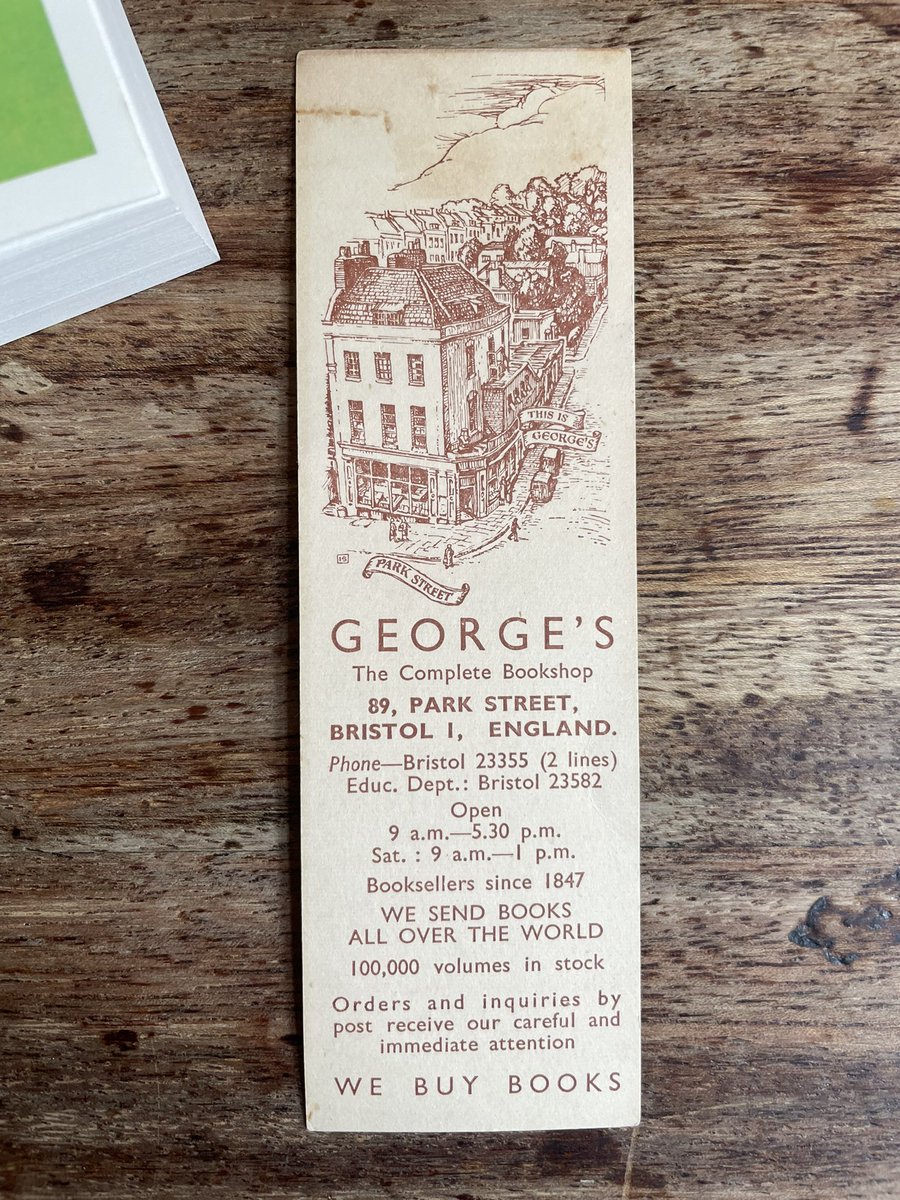 THIS IS
GEORGE'S
PARK STREET
GEORGE'S
The Complete Bookshop
89, PARK STREET,
BRISTOL 1, ENGLAND.
Phone—Bristol 23355 (2 lines)
Educ. Dept.: Bristol 23582
Open
9 a.m.—5.30 p.m.
Sat. : 9 a.m.—1 p.m.
Booksellers since 1847
WE SEND BOOKS
ALL OVER THE WORLD
100,000 volumes in stock
Orders and inquiries by
post receive our careful and
immediate attention
WE BUY BOOKS